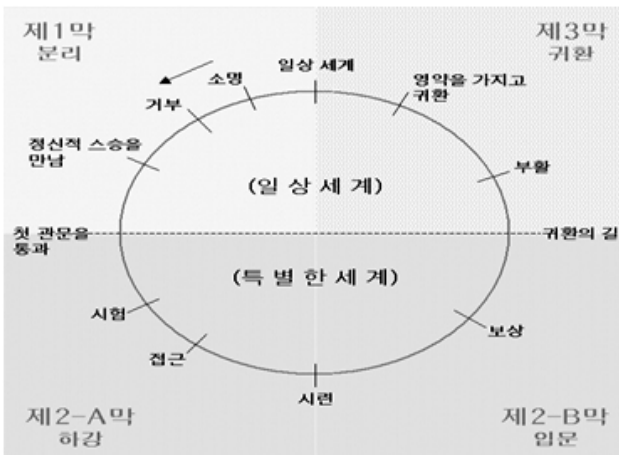 제1막
분리
제3막
귀환
일상 세계
소명
영약을 가지고
귀환
거부
정신적 스승을
만남
부활
(일 상 세 계)
첫 관문을
통과
귀환의 길
(특 별 한 세 계)
시험
보상
접근
시련
제2-A막
하강
제2-B막
입문